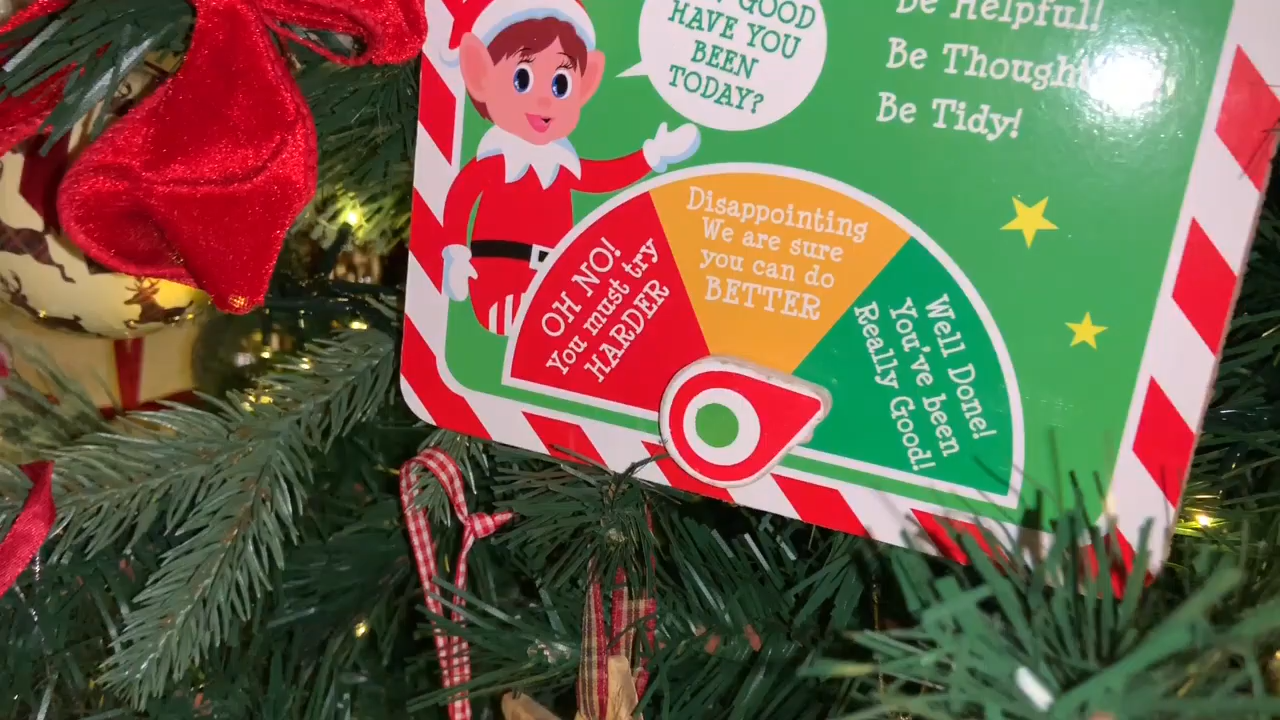 GOOD
HAVE YOU
BEEN
TODAY?
Be Helpful!
Be
Be Tidy!
OH NO!
You must try
HARDER
Disappointing
We are sure
you can do
BETTER
Well Done!
You've been
Really Good!